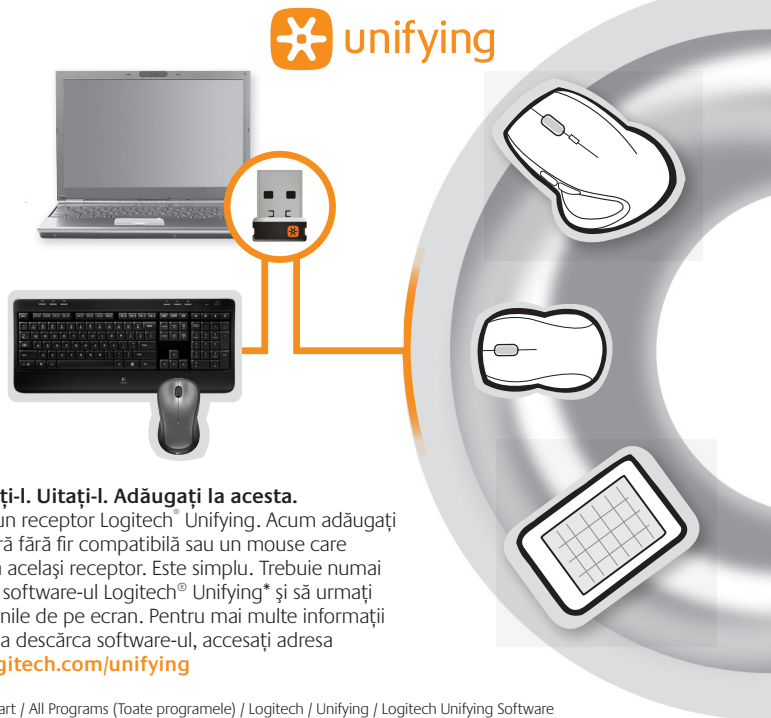 unifying
ți-l. Uitați-l. Adăugați la acesta.
un receptor Logitech® Unifying. Acum adăugați
ră fără fir compatibilă sau un mouse care
ă același receptor. Este simplu. Trebuie numai
software-ul Logitech® Unifying* și să urmați
nile de pe ecran. Pentru mai multe informații
a descărca software-ul, accesați adresa
gitech.com/unifying
art / All Programs (Toate programele) / Logitech / Unifying / Logitech Unifying Software